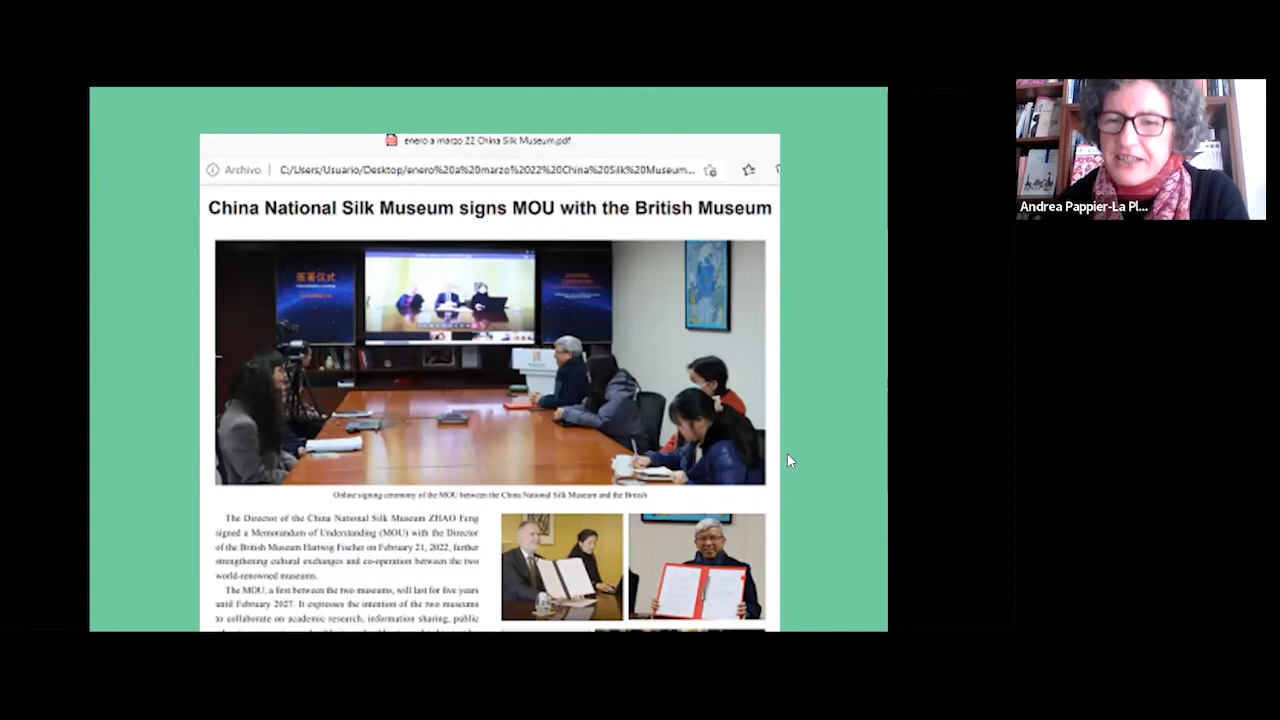 enero a marzo 22 China Silk Museum.pdf
Archivo | C:/Users/Usuario/Desktop/enero%20a%20marzo%2022%20China%20Silk%20Museum...
China National Silk Museum signs MOU with the British Museum
签署仪式
Online signing ceremony of the MOU between the China National Silk Museum and the British
The Director of the China National Silk Museum ZHAO Feng
signed a Memorandum of Understanding (MOU) with the Director
of the British Museum Hartwig Fischer on February 21, 2022, further
strengthening cultural exchanges and co-operation between the two
world-renowned museums.
The MOU, a first between the two museums, will last for five years
until February 2027. It expresses the intention of the two museums
to collaborate on academic research, information sharing, public
Andrea Pappier-La Pl...